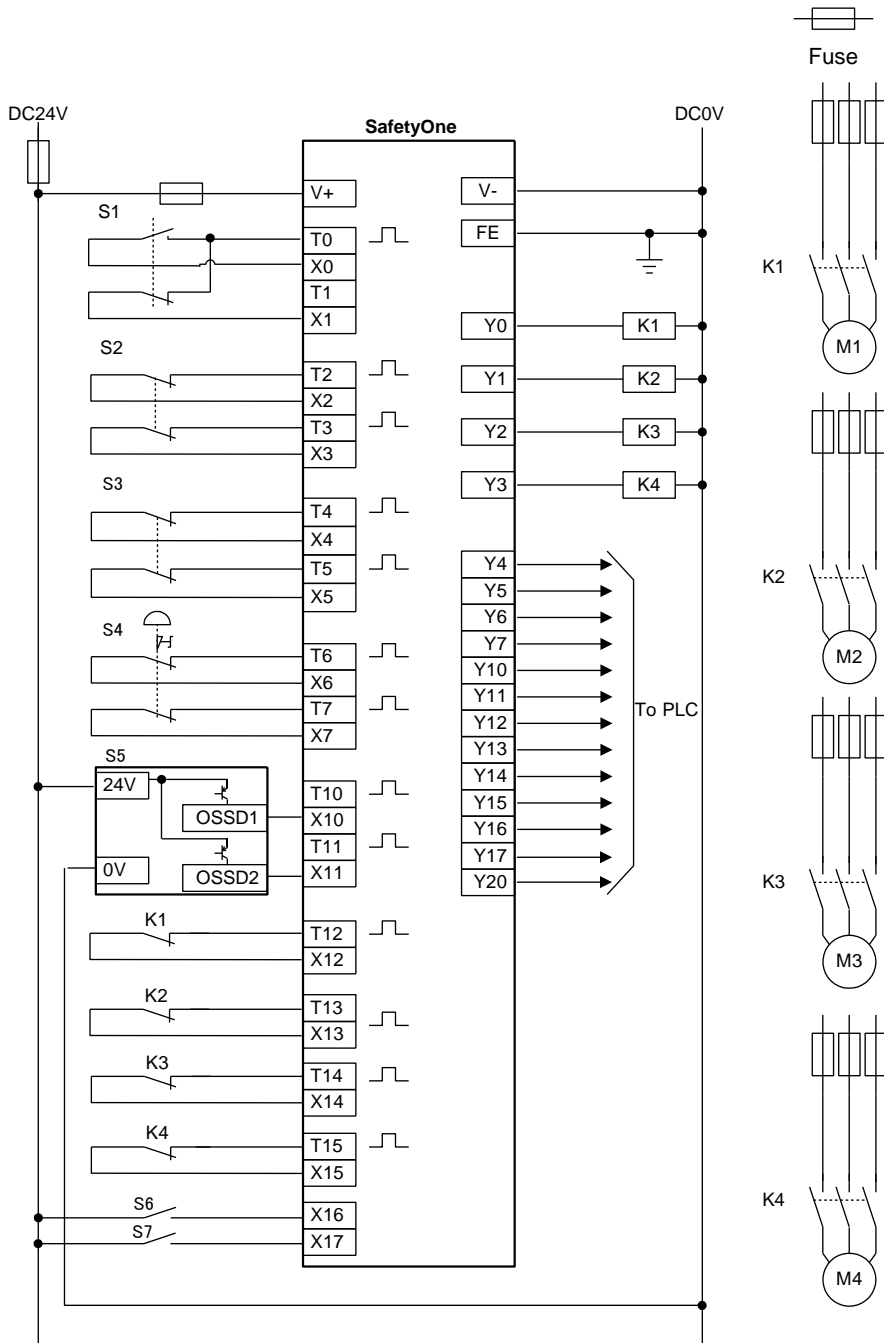 Fuse
DC24V
SafetyOne
DC0V
V+
V-
S1
T0
FE
X0
K1
T1
X1
Y0
K1
M1
S2
T2
Y1
K2
X2
T3
Y2
K3
X3
S3
Y3
K4
T4
X4
T5
Y4
K2
X5
Y5
Y6
S4
Y7
T6
M2
X6
Y10
T7
Y11
To PLC
X7
Y12
S5
Y13
24V
T10
Y14
OSSD1
X10
Y15
T11
Y16
0V
Y17
OSSD2
X11
Y20
K3
K1
T12
X12
M3
K2
T13
X13
K3
T14
X14
K4
T15
X15
S6
X16
K4
S7
X17
M4